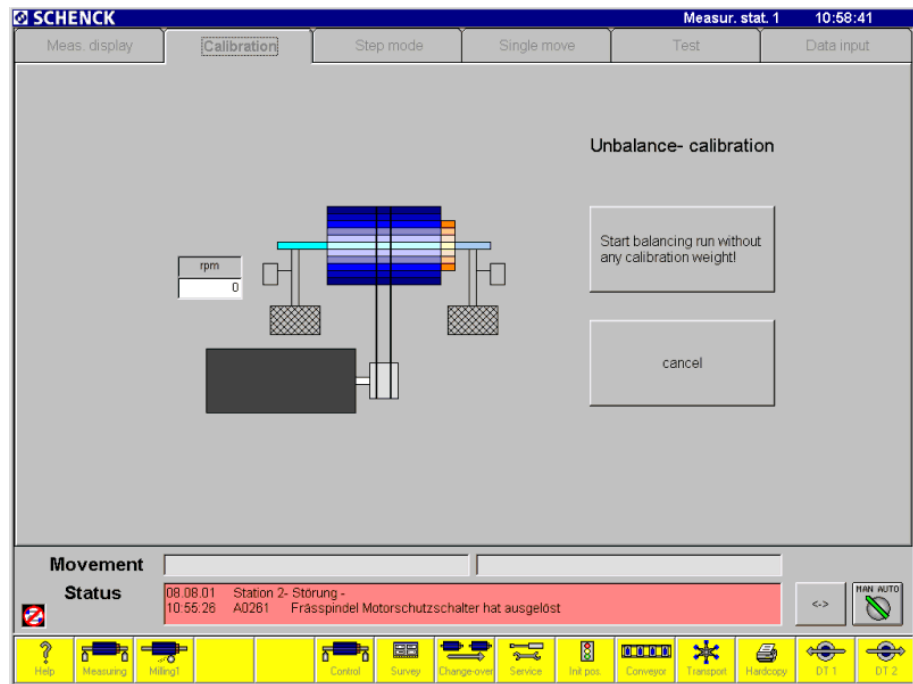 SCHENCK Measur. stat. 1 10:58:41
Meas. display Calibration Step mode Single move Test Data input
Unbalance- calibration
Start balancing run without
any calibration weight!
rpm
0
cancel
Movement
Status
08.08.01 Station 2- Störung -
10:55:26 A0261 Frässpindel Motorschutzschalter hat ausgelöst
<->
MAN AUTO
Help Measuring Milling1 Control Survey Change-over Service Init pos. Conveyor Transport Hardcopy DT 1 DT 2